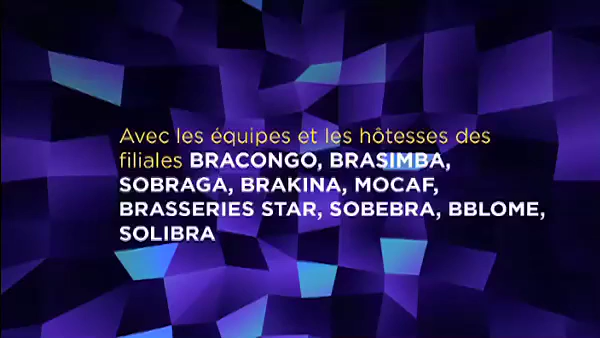 Avec les équipes et les hôtesses des
filiales BRACONGO, BRASIMBA,
SOBRAGA, BRAKINA, MOCAF,
BRASSERIES STAR, SOBEBRA, BBLOME,
SOLIBRA